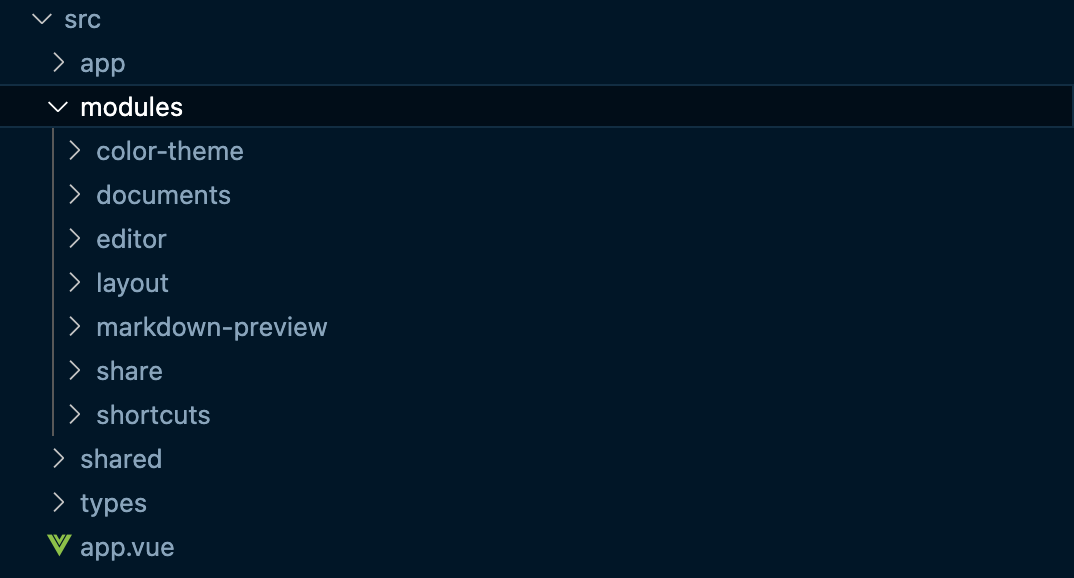 src
app
modules
color-theme
documents
editor
layout
markdown-preview
share
shortcuts
shared
types
app.vue